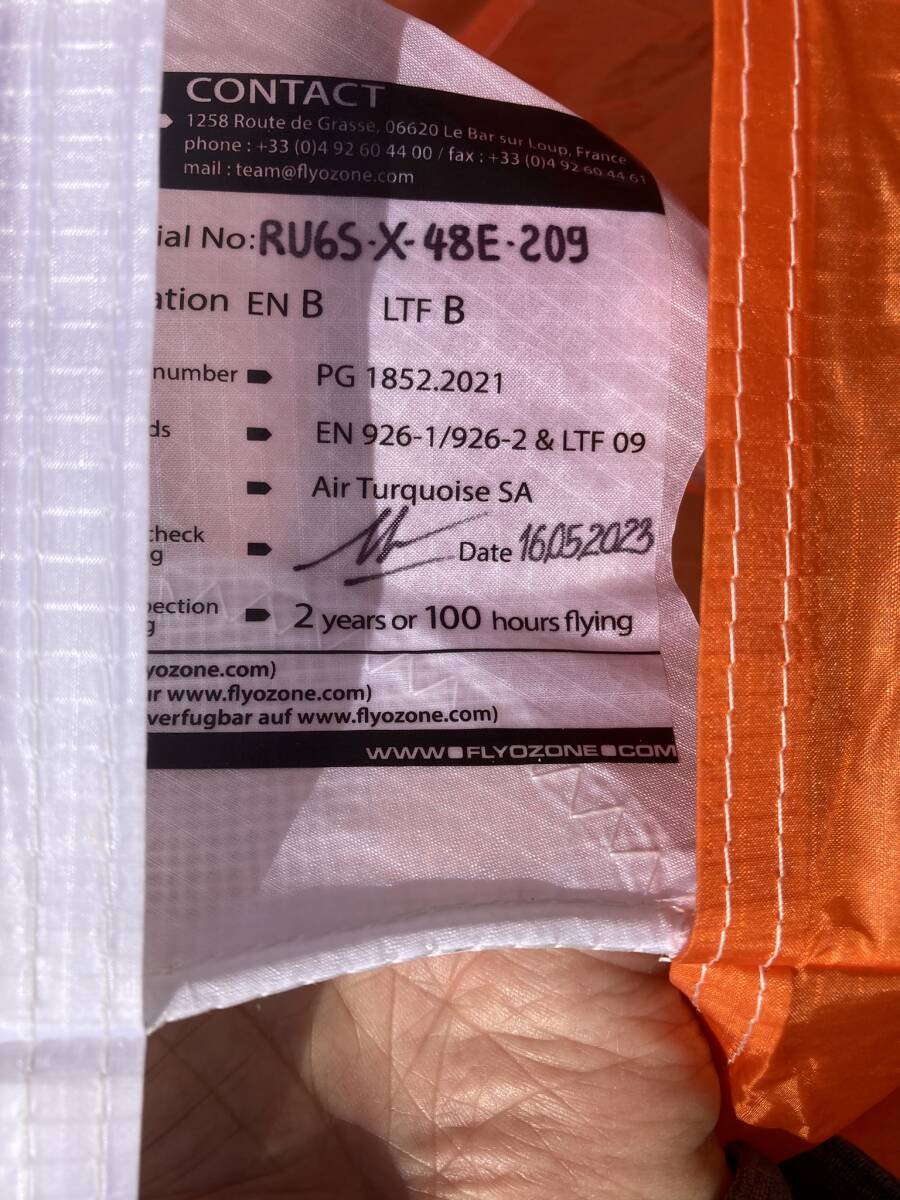 CONTACT
1258 Route de Grasse, 06620 Le Bar sur Loup, France
phone : +33 (0)4 92 60 44 00 / fax : +33 (0)4 92 60 44 61
mail : team@flyozone.com
ial No: RU6S-X-48E-209
ation EN B LTF B
number PG 1852.2021
ds EN 926-1/926-2 & LTF 09
Air Turquoise SA
check
g Date 16.05.2023
pection
g 2 years or 100 hours flying
yozone.com)
ur www.flyozone.com)
verfugbar auf www.flyozone.com)
WWW.FLYOZONE.COM